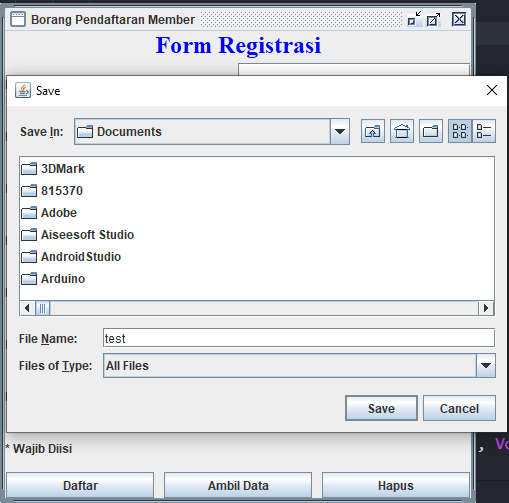 Borang Pendaftaran Member
Form Registrasi
Save
Save In: Documents
3DMark
815370
Adobe
Aiseesoft Studio
AndroidStudio
Arduino
File Name: test
Files of Type: All Files
Save Cancel
* Wajib Diisi
Daftar Ambil Data Hapus